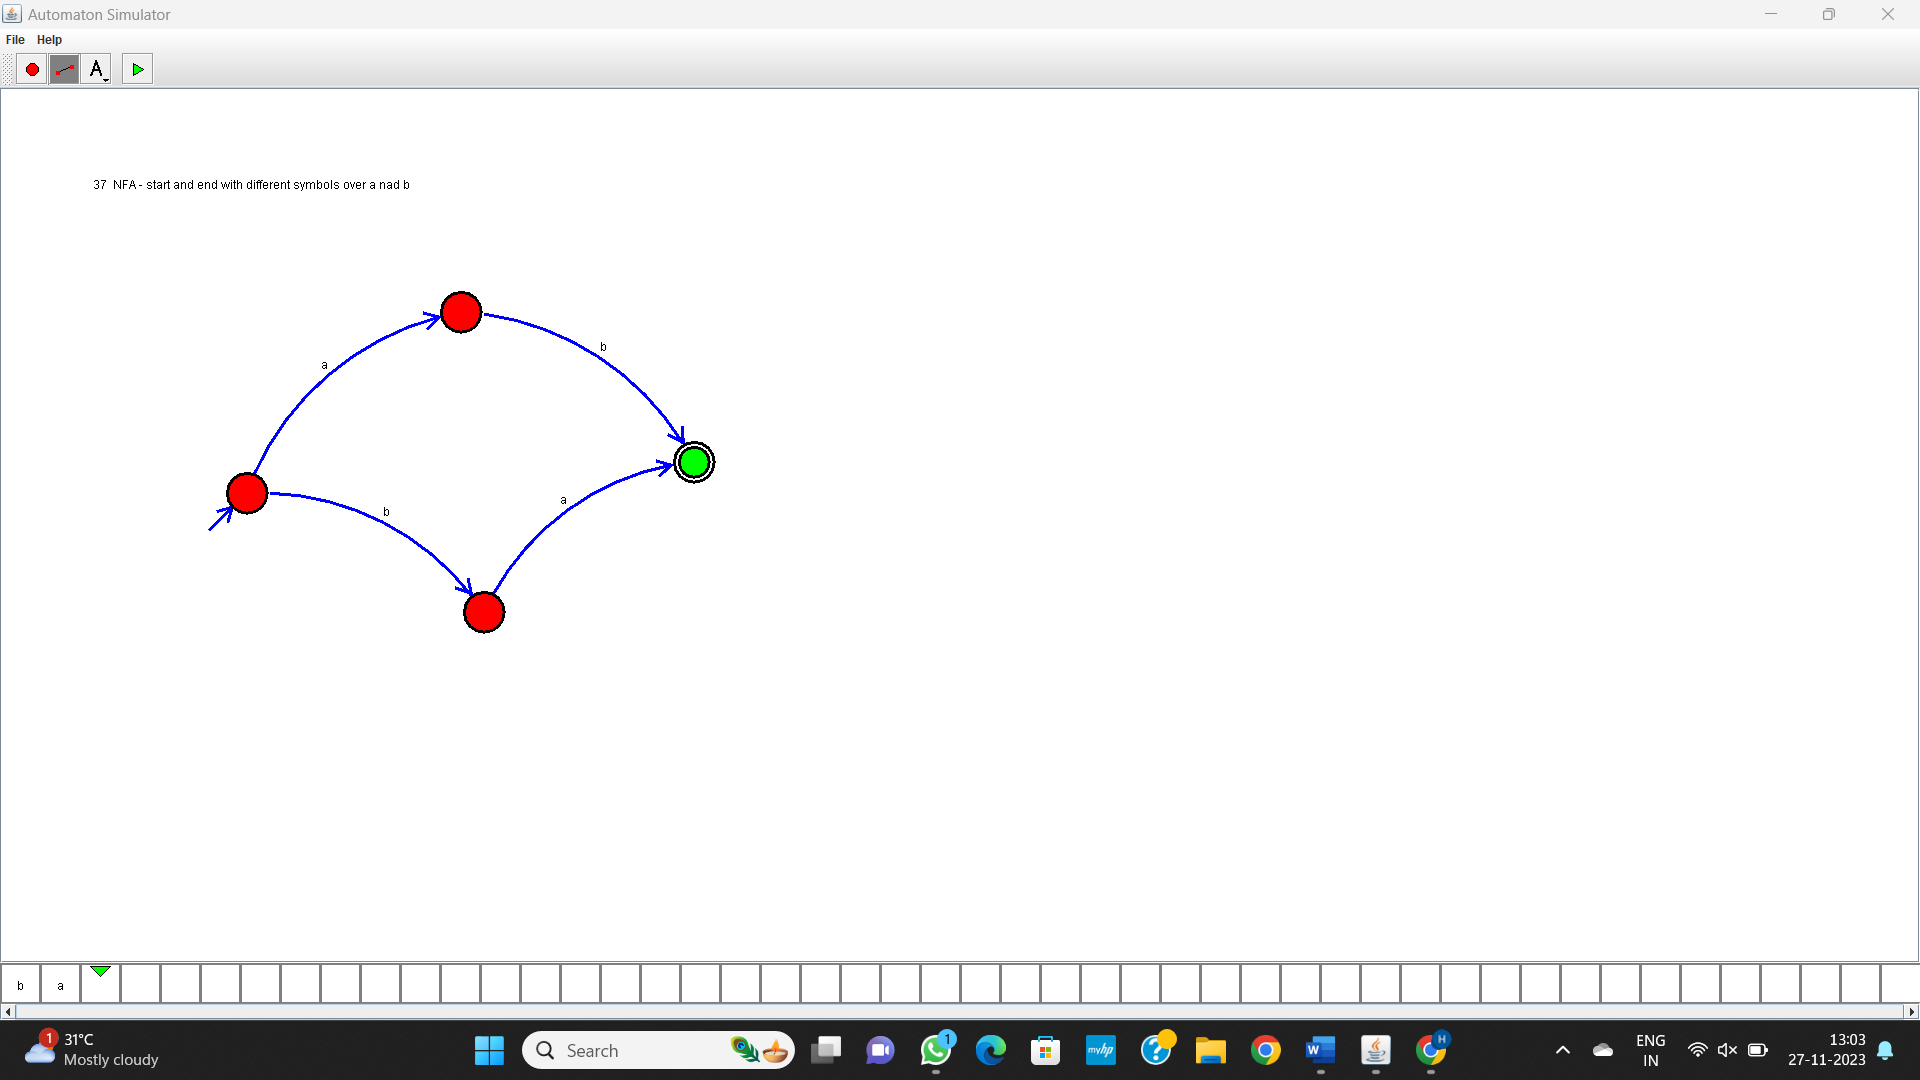 Automaton Simulator
File Help
A
37 NFA - start and end with different symbols over a nad b
a
b
b
a
b a
1 31°C
Mostly cloudy
Search
1
myhp
?
W
H
ENG
IN
13:03
27-11-2023